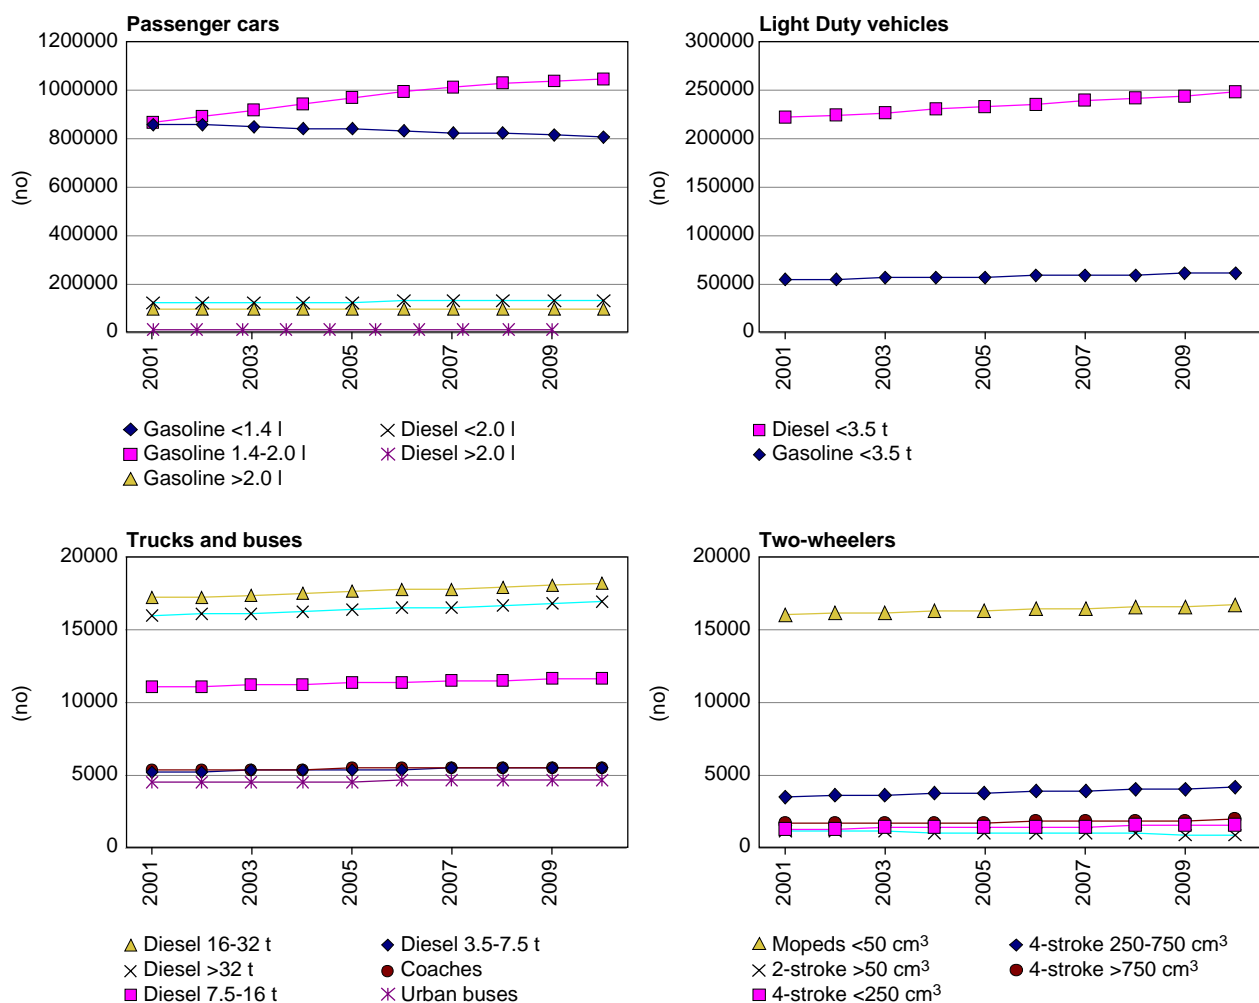 Passenger cars
1200000
1000000
800000
600000
400000
200000
0
(no)
2001
2003
2005
2007
2009
Gasoline <1.4 l
Gasoline 1.4-2.0 l
Gasoline >2.0 l
Diesel <2.0 l
Diesel >2.0 l
Light Duty vehicles
300000
250000
200000
150000
100000
50000
0
(no)
2001
2003
2005
2007
2009
Diesel <3.5 t
Gasoline <3.5 t
Trucks and buses
20000
15000
10000
5000
0
(no)
2001
2003
2005
2007
2009
Diesel 16-32 t
Diesel >32 t
Diesel 7.5-16 t
Diesel 3.5-7.5 t
Coaches
Urban buses
Two-wheelers
20000
15000
10000
5000
0
(no)
2001
2003
2005
2007
2009
Mopeds <50 cm³
2-stroke >50 cm³
4-stroke <250 cm³
4-stroke 250-750 cm³
4-stroke >750 cm³